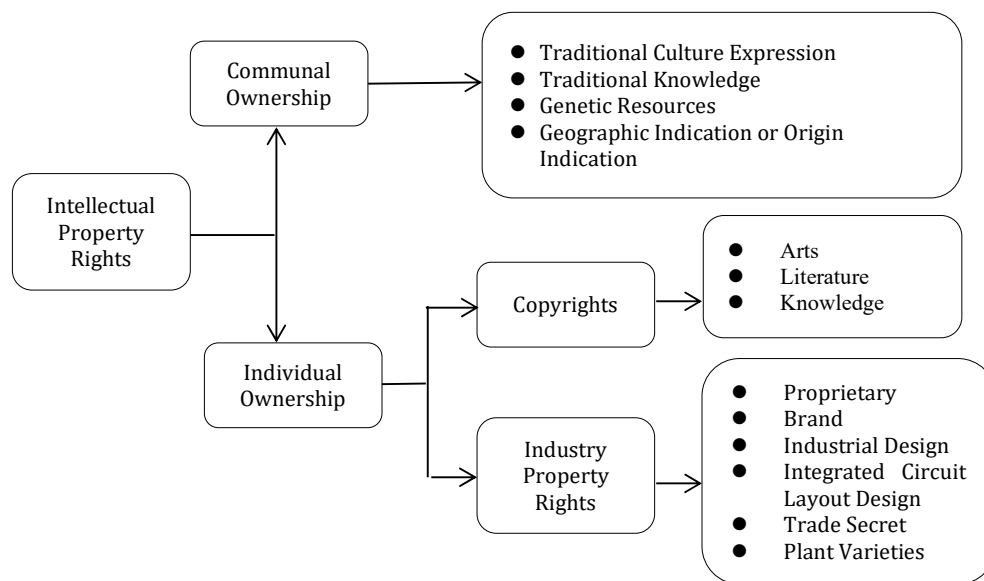 Communal
Ownership
Traditional Culture Expression
Traditional Knowledge
Genetic Resources
Geographic Indication or Origin
Indication
Intellectual
Property
Rights
Individual
Ownership
Copyrights
Arts
Literature
Knowledge
Industry
Property
Rights
Proprietary
Brand
Industrial Design
Integrated Circuit
Layout Design
Trade Secret
Plant Varieties